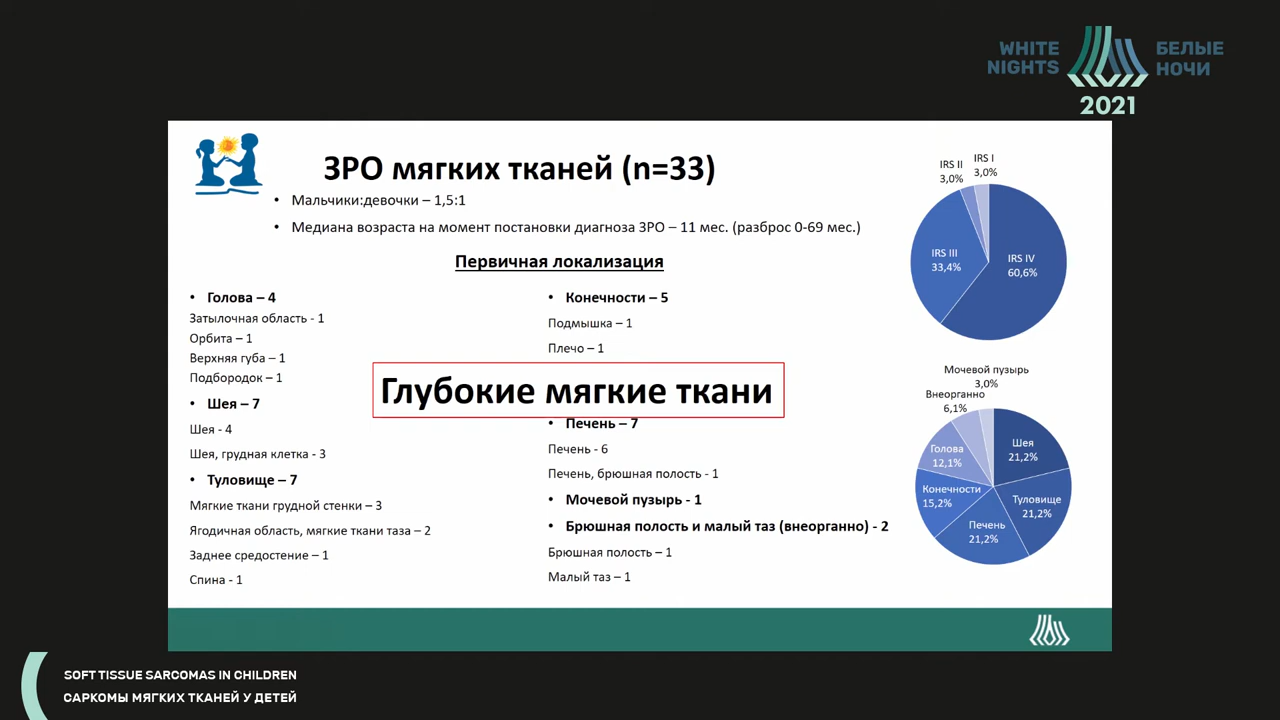 WHITE NIGHTS
БЕЛЫЕ НОЧИ
2021
ЗРО мягких тканей (n=33)
• Мальчики:девочки – 1,5:1
• Медиана возраста на момент постановки диагноза ЗРО – 11 мес. (разброс 0-69 мес.)
Первичная локализация
• Голова – 4
Затылочная область - 1
Орбита – 1
Верхняя губа – 1
Подбородок – 1
• Шея – 7
Шея - 4
Шея, грудная клетка - 3
• Туловище – 7
Мягкие ткани грудной стенки – 3
Ягодичная область, мягкие ткани таза – 2
Заднее средостение – 1
Спина - 1
• Конечности – 5
Подмышка – 1
Плечо – 1
Глубокие мягкие ткани
• Печень – 7
Печень - 6
Печень, брюшная полость - 1
• Мочевой пузырь - 1
• Брюшная полость и малый таз (внеорганно) - 2
Брюшная полость – 1
Малый таз – 1
IRS II
3,0%
IRS I
3,0%
IRS III
33,4%
IRS IV
60,6%
Мочевой пузырь
3,0%
Внеорганно
6,1%
Голова
12,1%
Шея
21,2%
Конечности
15,2%
Туловище
21,2%
Печень
21,2%
SOFT TISSUE SARCOMAS IN CHILDREN
САРКОМЫ МЯГКИХ ТКАНЕЙ У ДЕТЕЙ